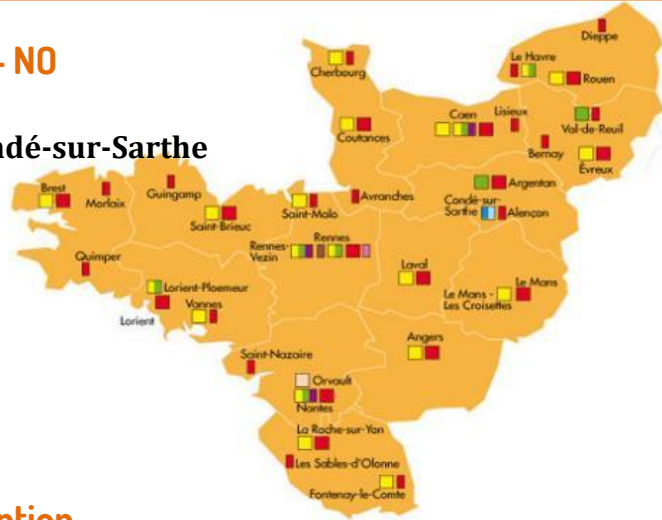 - NO
ndé-sur-Sarthe
Dieppe
Le Havre
Rouen
Cherbourg
Caen
Lisieux
Val-de-Reuil
Coutances
Bernay
Évreux
Argentan
Condé-sur-
Sarthe
Alençon
Brest
Morlaix
Guingamp
Saint-Brieuc
Saint-Malo
Avranches
Rennes-
Vezin
Rennes
Quimper
Laval
Le Mans -
Les Croisettes
Le Mans
Lorient-Ploemeur
Lorient
Vannes
Angers
Saint-Nazaire
Orvault
Nantes
La Roche-sur-Yon
Les Sables-d'Olonne
Fontenay-le-Comte
ption